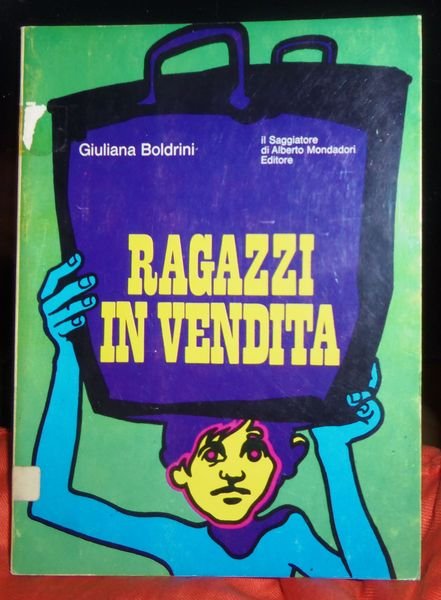 Giuliana Boldrini
il Saggiatore
di Alberto Mondadori
Editore
RAGAZZI
IN VENDITA